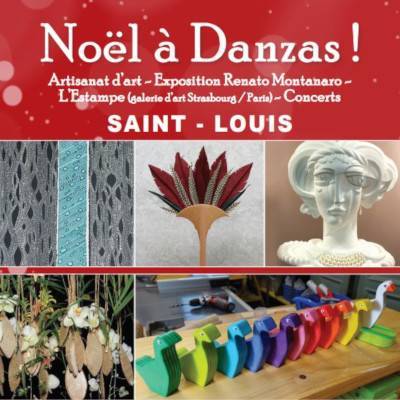 Noël à Danzas !
Artisanat d'art ~ Exposition Renato Montanaro ~
L'Estampe (galerie d'art Strasbourg / Paris) ~ Concerts
SAINT - LOUIS